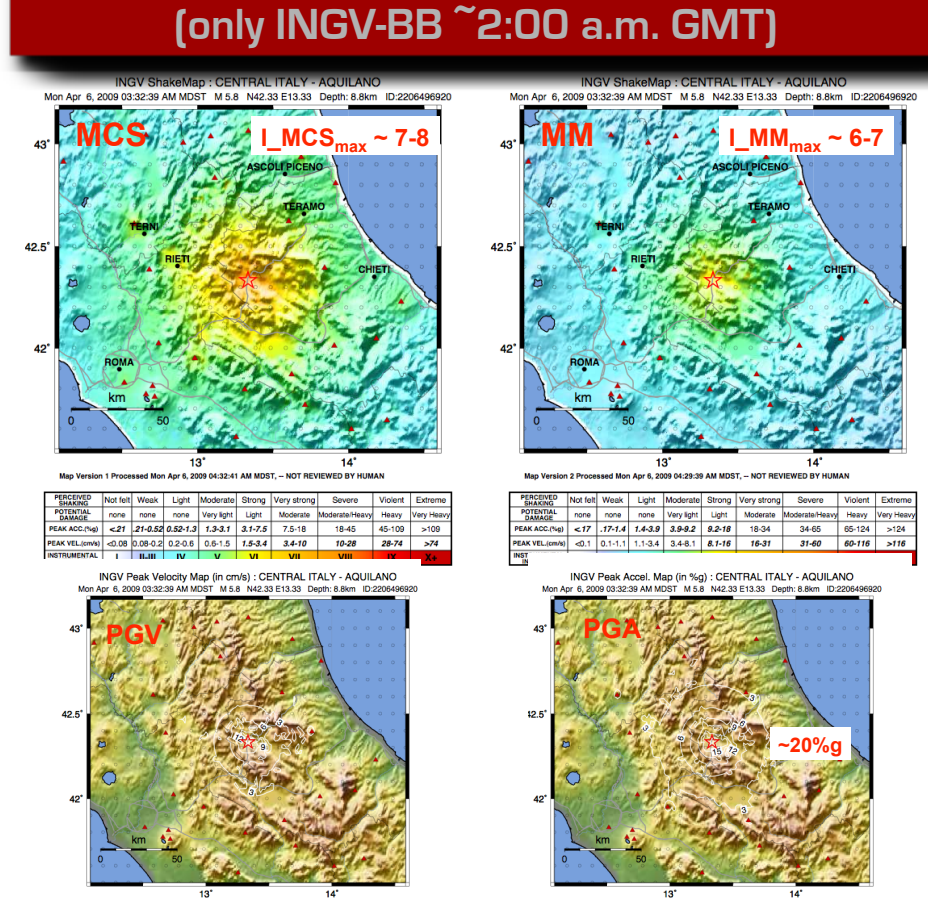 (only INGV-BB ~2:00 a.m. GMT)
INGV ShakeMap : CENTRAL ITALY - AQUILANO
Mon Apr 6, 2009 03:32:39 AM MDST M 5.8 N42.33 E13.33 Depth: 8.8km ID:2206496920
MCS
I_MCSmax ~ 7-8
43˚
ASCOLI PICENO
TERAMO
TERNI
42.5˚
RIETI
CHIETI
42˚
ROMA
km
0 50
13˚ 14˚
Map Version 1 Processed Mon Apr 6, 2009 04:32:41 AM MDST, -- NOT REVIEWED BY HUMAN
PERCEIVED SHAKING Not felt Weak Light Moderate Strong Very strong Severe Violent Extreme
POTENTIAL DAMAGE none none none Very light Light Moderate Moderate/Heavy Heavy Very Heavy
PEAK ACC.(%g) <.21 .21-0.52 0.52-1.3 1.3-3.1 3.1-7.5 7.5-18 18-45 45-109 >109
PEAK VEL.(cm/s) <0.08 0.08-0.2 0.2-0.6 0.6-1.5 1.5-3.4 3.4-10 10-28 28-74 >74
INSTRUMENTAL I II-III IV V VI VII VIII IX X+
INGV ShakeMap : CENTRAL ITALY - AQUILANO
Mon Apr 6, 2009 03:32:39 AM MDST M 5.8 N42.33 E13.33 Depth: 8.8km ID:2206496920
MM
I_MMmax ~ 6-7
43˚
ASCOLI PICENO
TERAMO
TERNI
42.5˚
RIETI
CHIETI
42˚
ROMA
km
0 50
13˚ 14˚
Map Version 2 Processed Mon Apr 6, 2009 04:29:39 AM MDST, -- NOT REVIEWED BY HUMAN
PERCEIVED SHAKING Not felt Weak Light Moderate Strong Very strong Severe Violent Extreme
POTENTIAL DAMAGE none none none Very light Light Moderate Moderate/Heavy Heavy Very Heavy
PEAK ACC.(%g) <.17 .17-1.4 1.4-3.9 3.9-9.2 9.2-18 18-34 34-65 65-124 >124
PEAK VEL.(cm/s) <0.1 0.1-1.1 1.1-3.4 3.4-8.1 8.1-16 16-31 31-60 60-116 >116
INST
INGV Peak Velocity Map (in cm/s) : CENTRAL ITALY - AQUILANO
Mon Apr 6, 2009 03:32:39 AM MDST M 5.8 N42.33 E13.33 Depth: 8.8km ID:2206496920
PGV
43˚
42.5˚
3
9
3
42˚
km
0 50
13˚ 14˚
INGV Peak Accel. Map (in %g) : CENTRAL ITALY - AQUILANO
Mon Apr 6, 2009 03:32:39 AM MDST M 5.8 N42.33 E13.33 Depth: 8.8km ID:2206496920
PGA
43˚
3
42.5˚
3 6 9 6
~20%g
15 12
42˚
3
km
0 50
13˚ 14˚